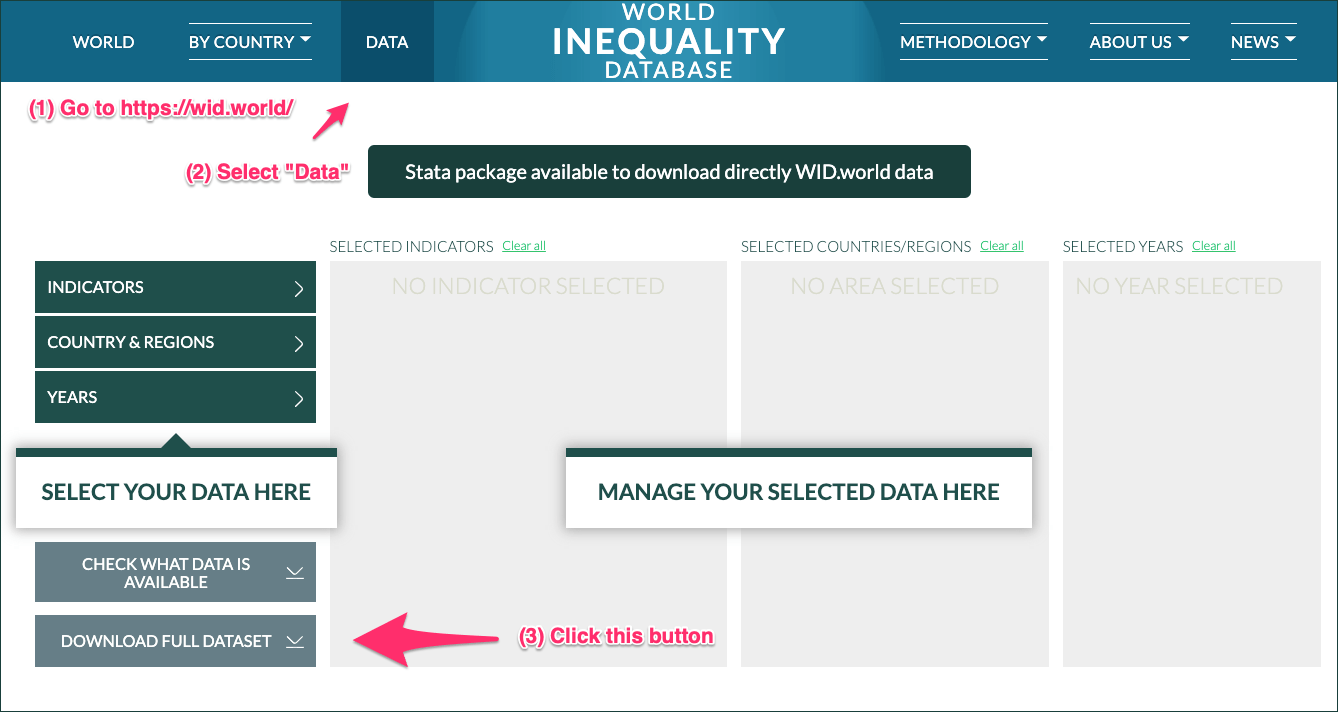 WORLD
BY COUNTRY
DATA
WORLD
INEQUALITY
DATABASE
METHODOLOGY
ABOUT US
NEWS
(1) Go to https://wid.world/
(2) Select "Data"
Stata package available to download directly WID.world data
SELECTED INDICATORS Clear all
SELECTED COUNTRIES/REGIONS Clear all
SELECTED YEARS Clear all
INDICATORS
NO INDICATOR SELECTED
NO AREA SELECTED
NO YEAR SELECTED
COUNTRY & REGIONS
YEARS
SELECT YOUR DATA HERE
MANAGE YOUR SELECTED DATA HERE
CHECK WHAT DATA IS
AVAILABLE
DOWNLOAD FULL DATASET
(3) Click this button